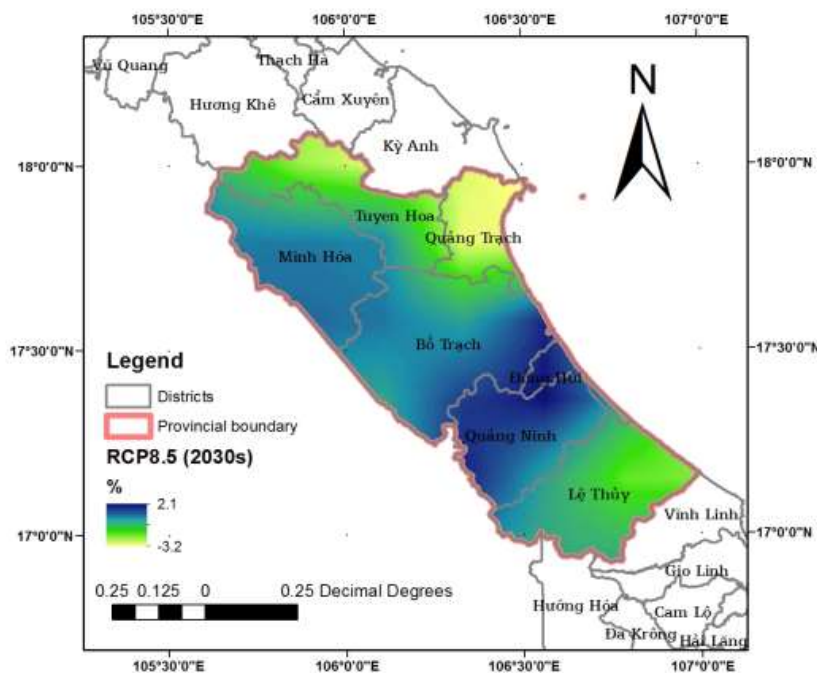 105°30'0"E 106°0'0"E 106°30'0"E 107°0'0"E
Vũ Quang
Thạch Hà
Hương Khê
Cẩm Xuyên
N
Kỳ Anh
18°0'0"N 18°0'0"N
Tuyen Hoa
Quảng Trạch
Minh Hóa
Bố Trạch
17°30'0"N 17°30'0"N
Legend
Districts
Đồng Hới
Provincial boundary
Quảng Ninh
RCP8.5 (2030s)
%
2.1
-3.2
Lệ Thủy
Vĩnh Linh
17°0'0"N 17°0'0"N
Gio Linh
0.25 0.125 0 0.25 Decimal Degrees
Hướng Hóa
Cam Lộ
Đa Krông
Hải Lăng
105°30'0"E 106°0'0"E 106°30'0"E 107°0'0"E